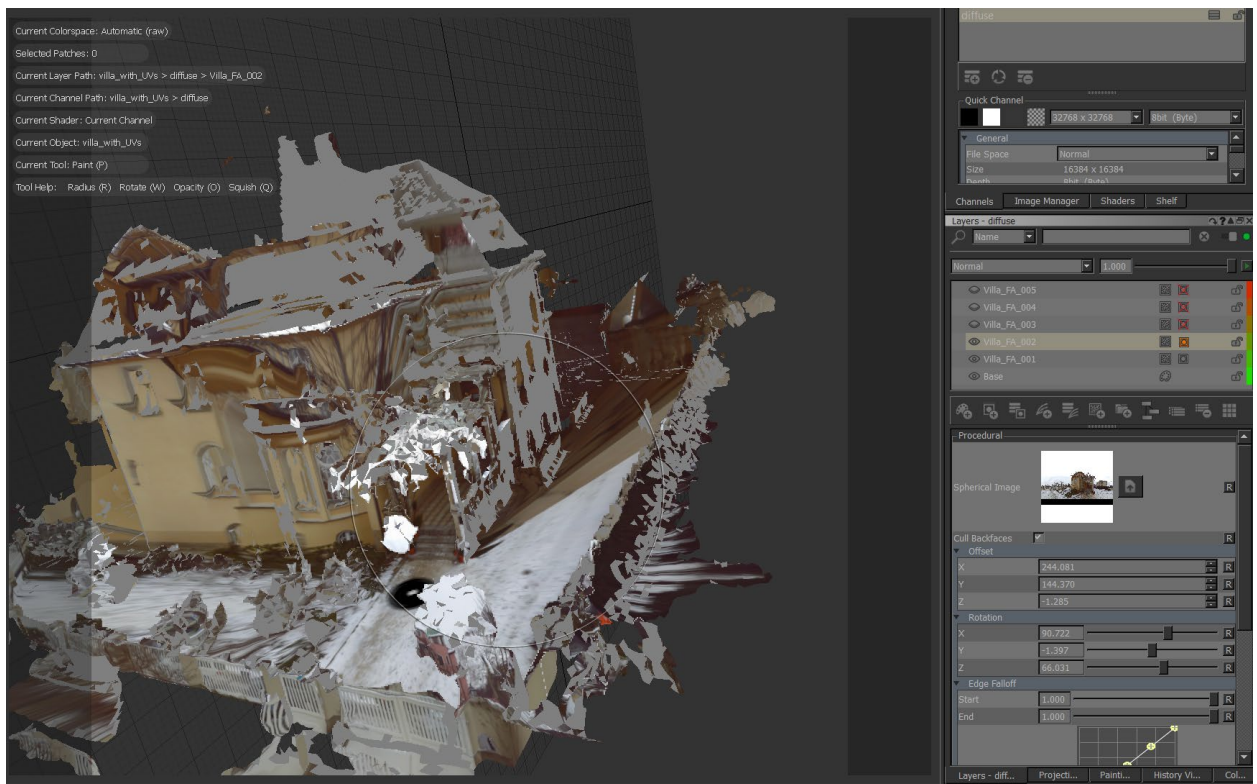 Current Colorspace: Automatic (raw)
Selected Patches: 0
Current Layer Path: villa_with_UVs > diffuse > Villa_FA_002
Current Channel Path: villa_with_UVs > diffuse
Current Shader: Current Channel
Current Object: villa_with_UVs
Current Tool: Paint (P)
Tool Help: Radius (R) Rotate (W) Opacity (O) Squish (Q)
diffuse
Quick Channel
32768 x 32768 8bit (Byte)
General
File Space Normal
Size 16384 x 16384
Depth 8bit (Byte)
Channels Image Manager Shaders Shelf
Layers - diffuse
Name
Normal 1.000
Villa_FA_005
Villa_FA_004
Villa_FA_003
Villa_FA_002
Villa_FA_001
Base
Procedural
Spherical Image R
Cull Backfaces R
Offset
X 244.081 R
Y 144.370 R
Z -1.285 R
Rotation
X 90.722 R
Y -1.397 R
Z 66.031 R
Edge Falloff
Start 1.000 R
End 1.000 R
Layers - diff... Projecti... Painti... History Vi... Col...